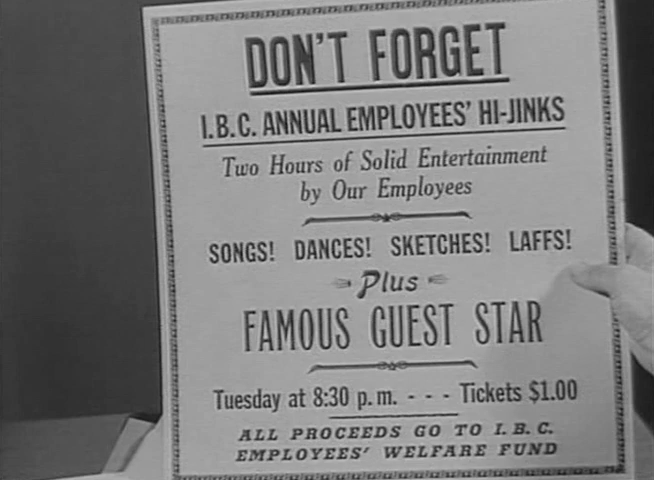 DON'T FORGET
I.B.C. ANNUAL EMPLOYEES' HI-JINKS
Two Hours of Solid Entertainment
by Our Employees
SONGS! DANCES! SKETCHES! LAFFS!
Plus
FAMOUS GUEST STAR
Tuesday at 8:30 p.m. - - - Tickets $1.00
ALL PROCEEDS GO TO I.B.C.
EMPLOYEES' WELFARE FUND